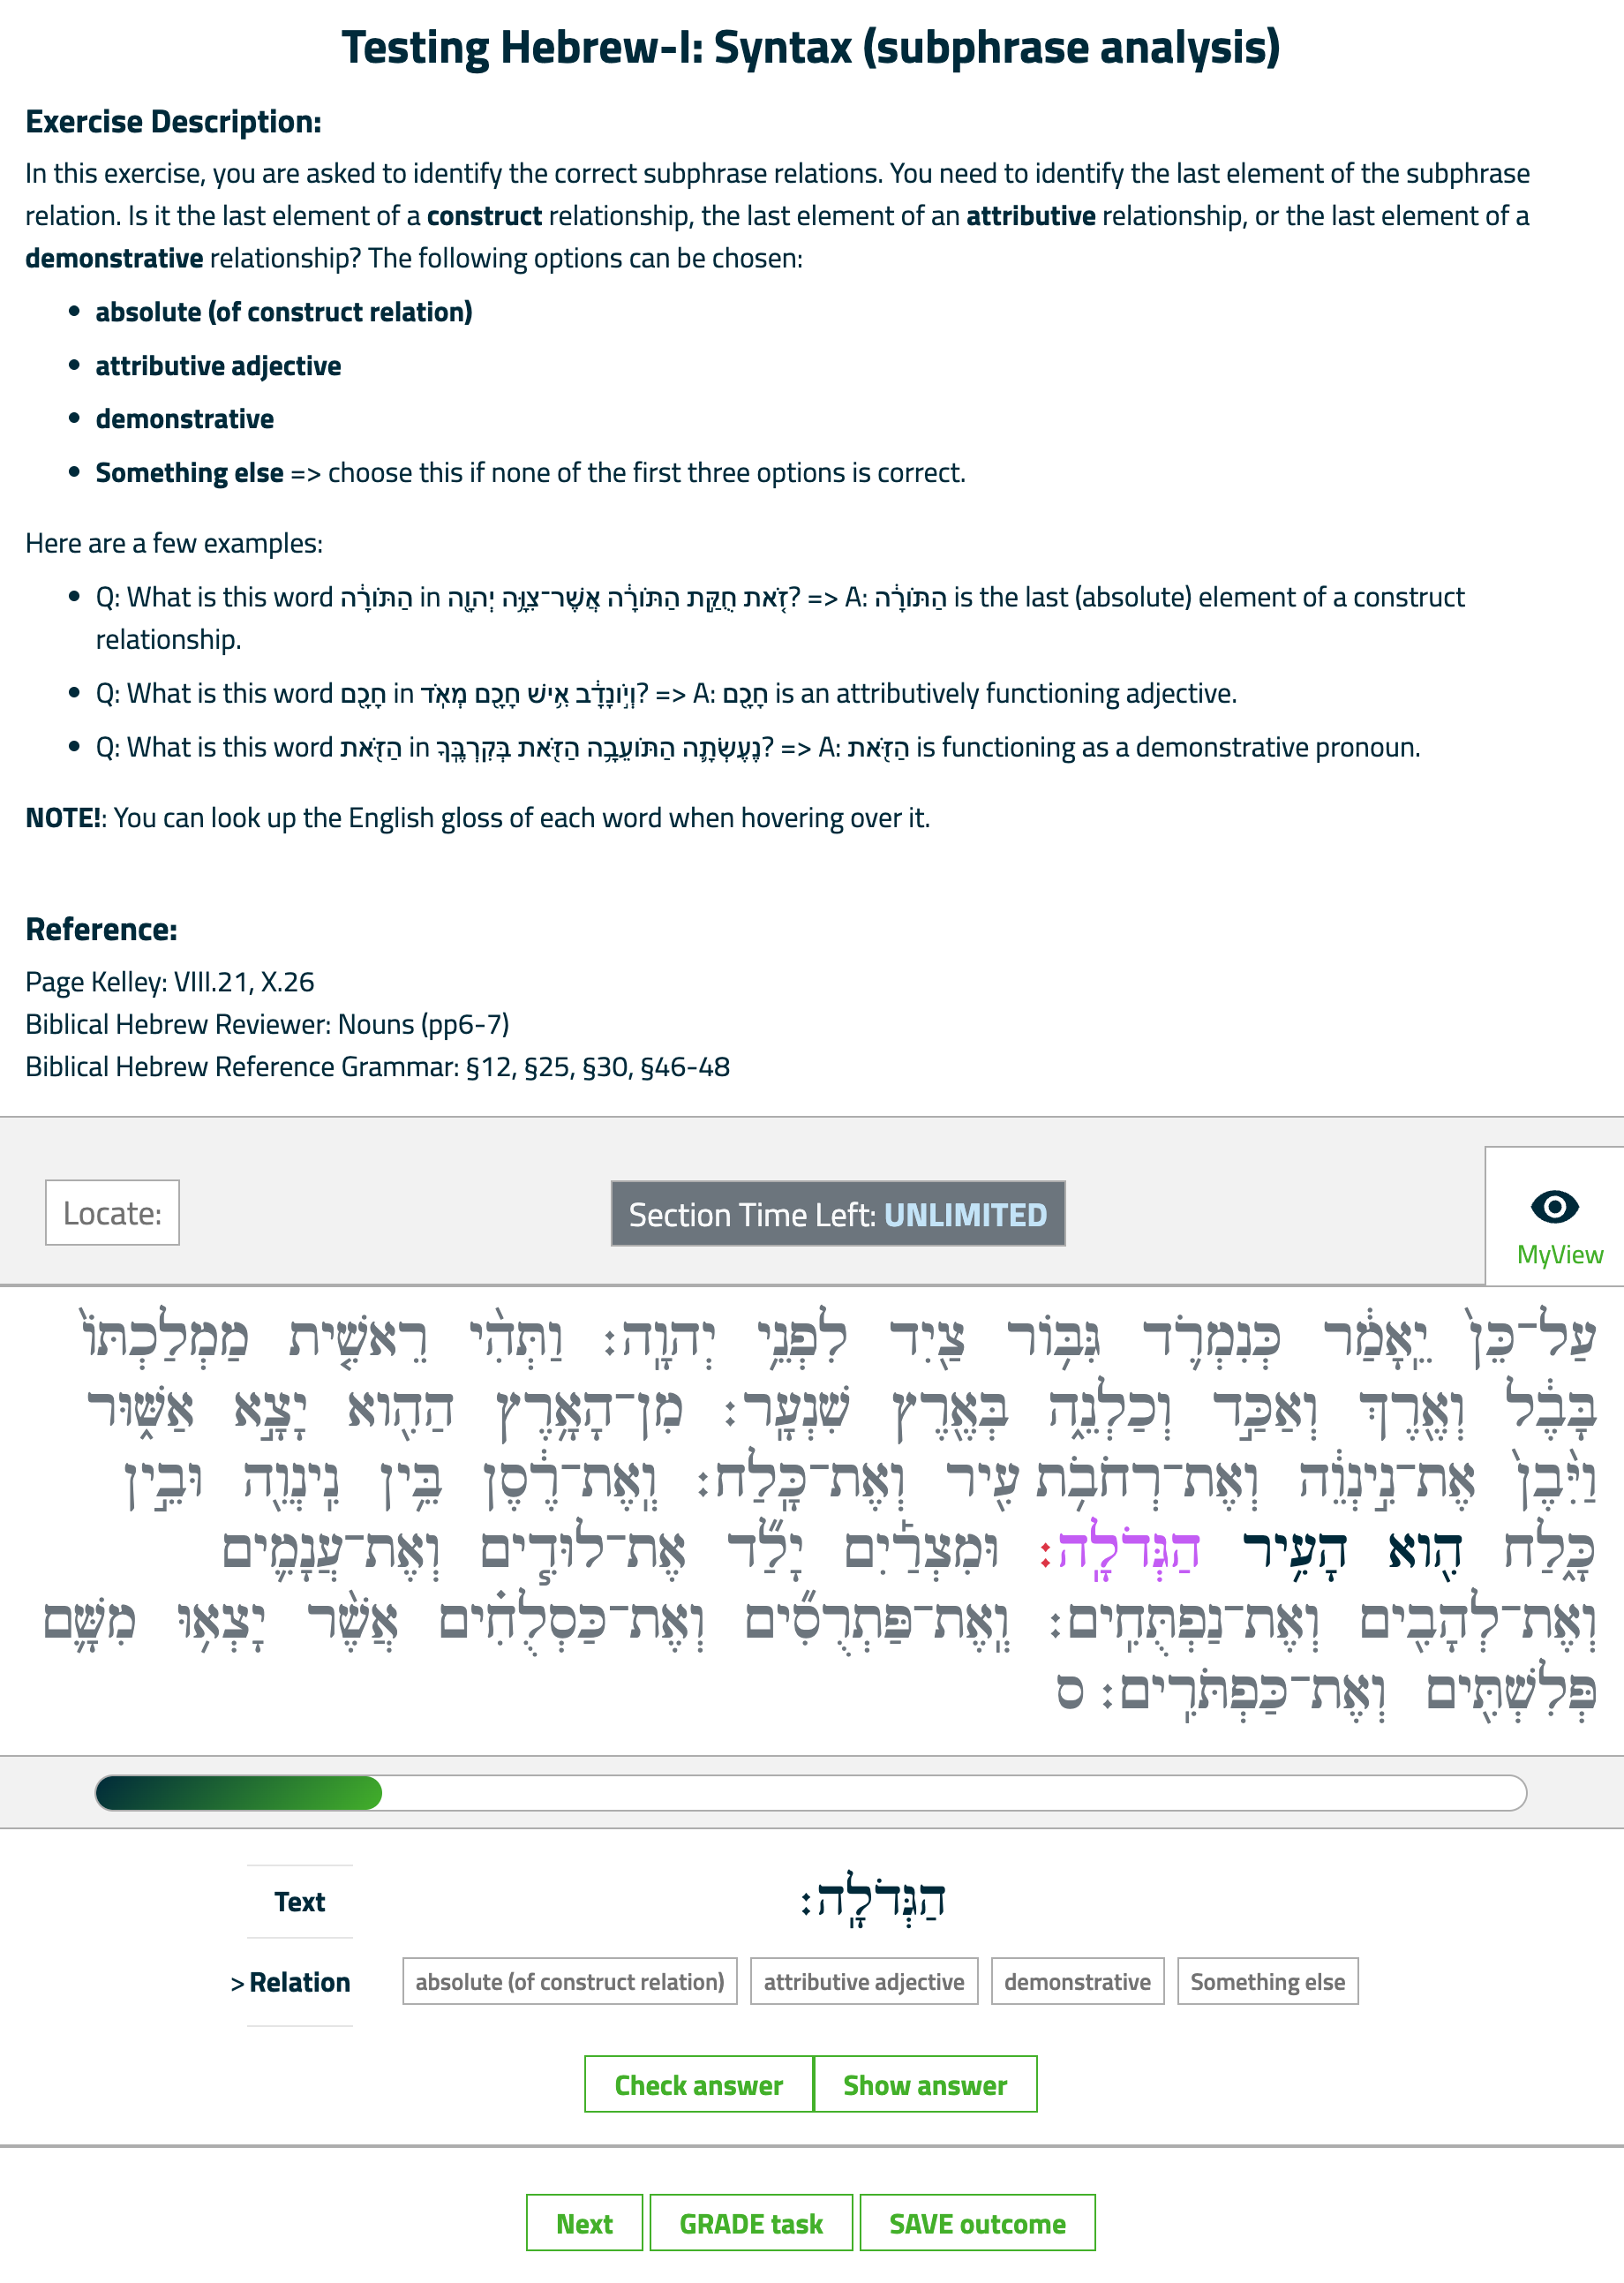 Testing Hebrew-I: Syntax (subphrase analysis)
Exercise Description:
In this exercise, you are asked to identify the correct subphrase relations. You need to identify the last element of the subphrase
relation. Is it the last element of a construct relationship, the last element of an attributive relationship, or the last element of a
demonstrative relationship? The following options can be chosen:
• absolute (of construct relation)
• attributive adjective
• demonstrative
• Something else => choose this if none of the first three options is correct.
Here are a few examples:
• Q: What is this word הַתּוֹרָ֔ה in זֹ֚את חֻקַּ֣ת הַתּוֹרָ֔ה אֲשֶׁר־צִוָּ֥ה יְהוָ֖ה? => A: הַתּוֹרָ֔ה is the last (absolute) element of a construct
relationship.
• Q: What is this word חָכָ֖ם in וְיֹ֣ונָדָ֔ב אִ֥ישׁ חָכָ֖ם מְאֹֽד? => A: חָכָ֖ם is an attributively functioning adjective.
• Q: What is this word הַזֹּ֖את in נֶעֶשְׂתָ֛ה הַתֹּועֵבָ֥ה הַזֹּ֖את בְּקִרְבֶּֽךָ? => A: הַזֹּ֖את is functioning as a demonstrative pronoun.
NOTE!: You can look up the English gloss of each word when hovering over it.
Reference:
Page Kelley: VIII.21, X.26
Biblical Hebrew Reviewer: Nouns (pp6-7)
Biblical Hebrew Reference Grammar: §12, §25, §30, §46-48
Locate:
Section Time Left: UNLIMITED
MyView
עַל־כֵּן֙ יֵֽאָמַ֔ר כְּנִמְרֹ֛ד גִּבּ֥וֹר צַ֖יִד לִפְנֵ֥י יְהוָֽה׃ וַתְּהִ֨י רֵאשִׁ֤ית מַמְלַכְתּוֹ֙
בָּבֶ֔ל וְאֶ֖רֶךְ וְאַכַּ֣ד וְכַלְנֵ֑ה בְּאֶ֖רֶץ שִׁנְעָֽר׃ מִן־הָאָ֥רֶץ הַהִ֖וא יָצָ֣א אַשּׁ֑וּר
וַיִּ֙בֶן֙ אֶת־נִ֣ינְוֵ֔ה וְאֶת־רְחֹבֹ֥ת עִ֖יר וְאֶת־כָּֽלַח׃ וְֽאֶת־רֶ֔סֶן בֵּ֥ין נִֽינְוֵ֖ה וּבֵ֣ין
כָּ֑לַח הִ֖וא הָעִ֥יר הַגְּדֹלָֽה׃ וּמִצְרַ֡יִם יָלַ֞ד אֶת־לוּדִ֧ים וְאֶת־עֲנָמִ֛ים
וְאֶת־לְהָבִ֖ים וְאֶת־נַפְתֻּחִֽים׃ וְֽאֶת־פַּתְרֻסִ֞ים וְאֶת־כַּסְלֻחִ֗ים אֲשֶׁ֨ר יָצְא֥וּ מִשָּׁ֛ם
פְּלִשְׁתִּ֖ים וְאֶת־כַּפְתֹּרִֽים׃ ס
Text
הַגְּדֹלָֽה׃
> Relation absolute (of construct relation) attributive adjective demonstrative Something else
Check answer Show answer
Next GRADE task SAVE outcome